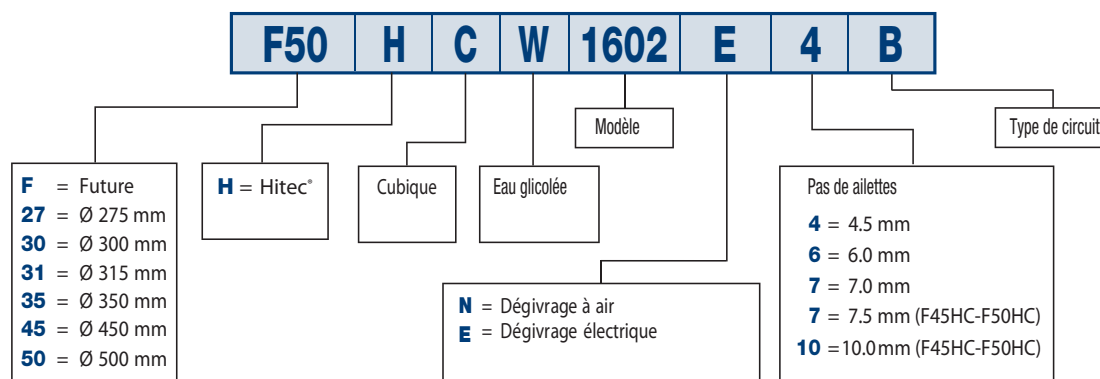 F50 H C W 1602 E 4 B
Modèle
Type de circuit
F = Future
27 = Ø 275 mm
30 = Ø 300 mm
31 = Ø 315 mm
35 = Ø 350 mm
45 = Ø 450 mm
50 = Ø 500 mm
H = Hitec®
Cubique
Eau glicolée
N = Dégivrage à air
E = Dégivrage électrique
Pas de ailettes
4 = 4.5 mm
6 = 6.0 mm
7 = 7.0 mm
7 = 7.5 mm (F45HC-F50HC)
10 = 10.0 mm (F45HC-F50HC)